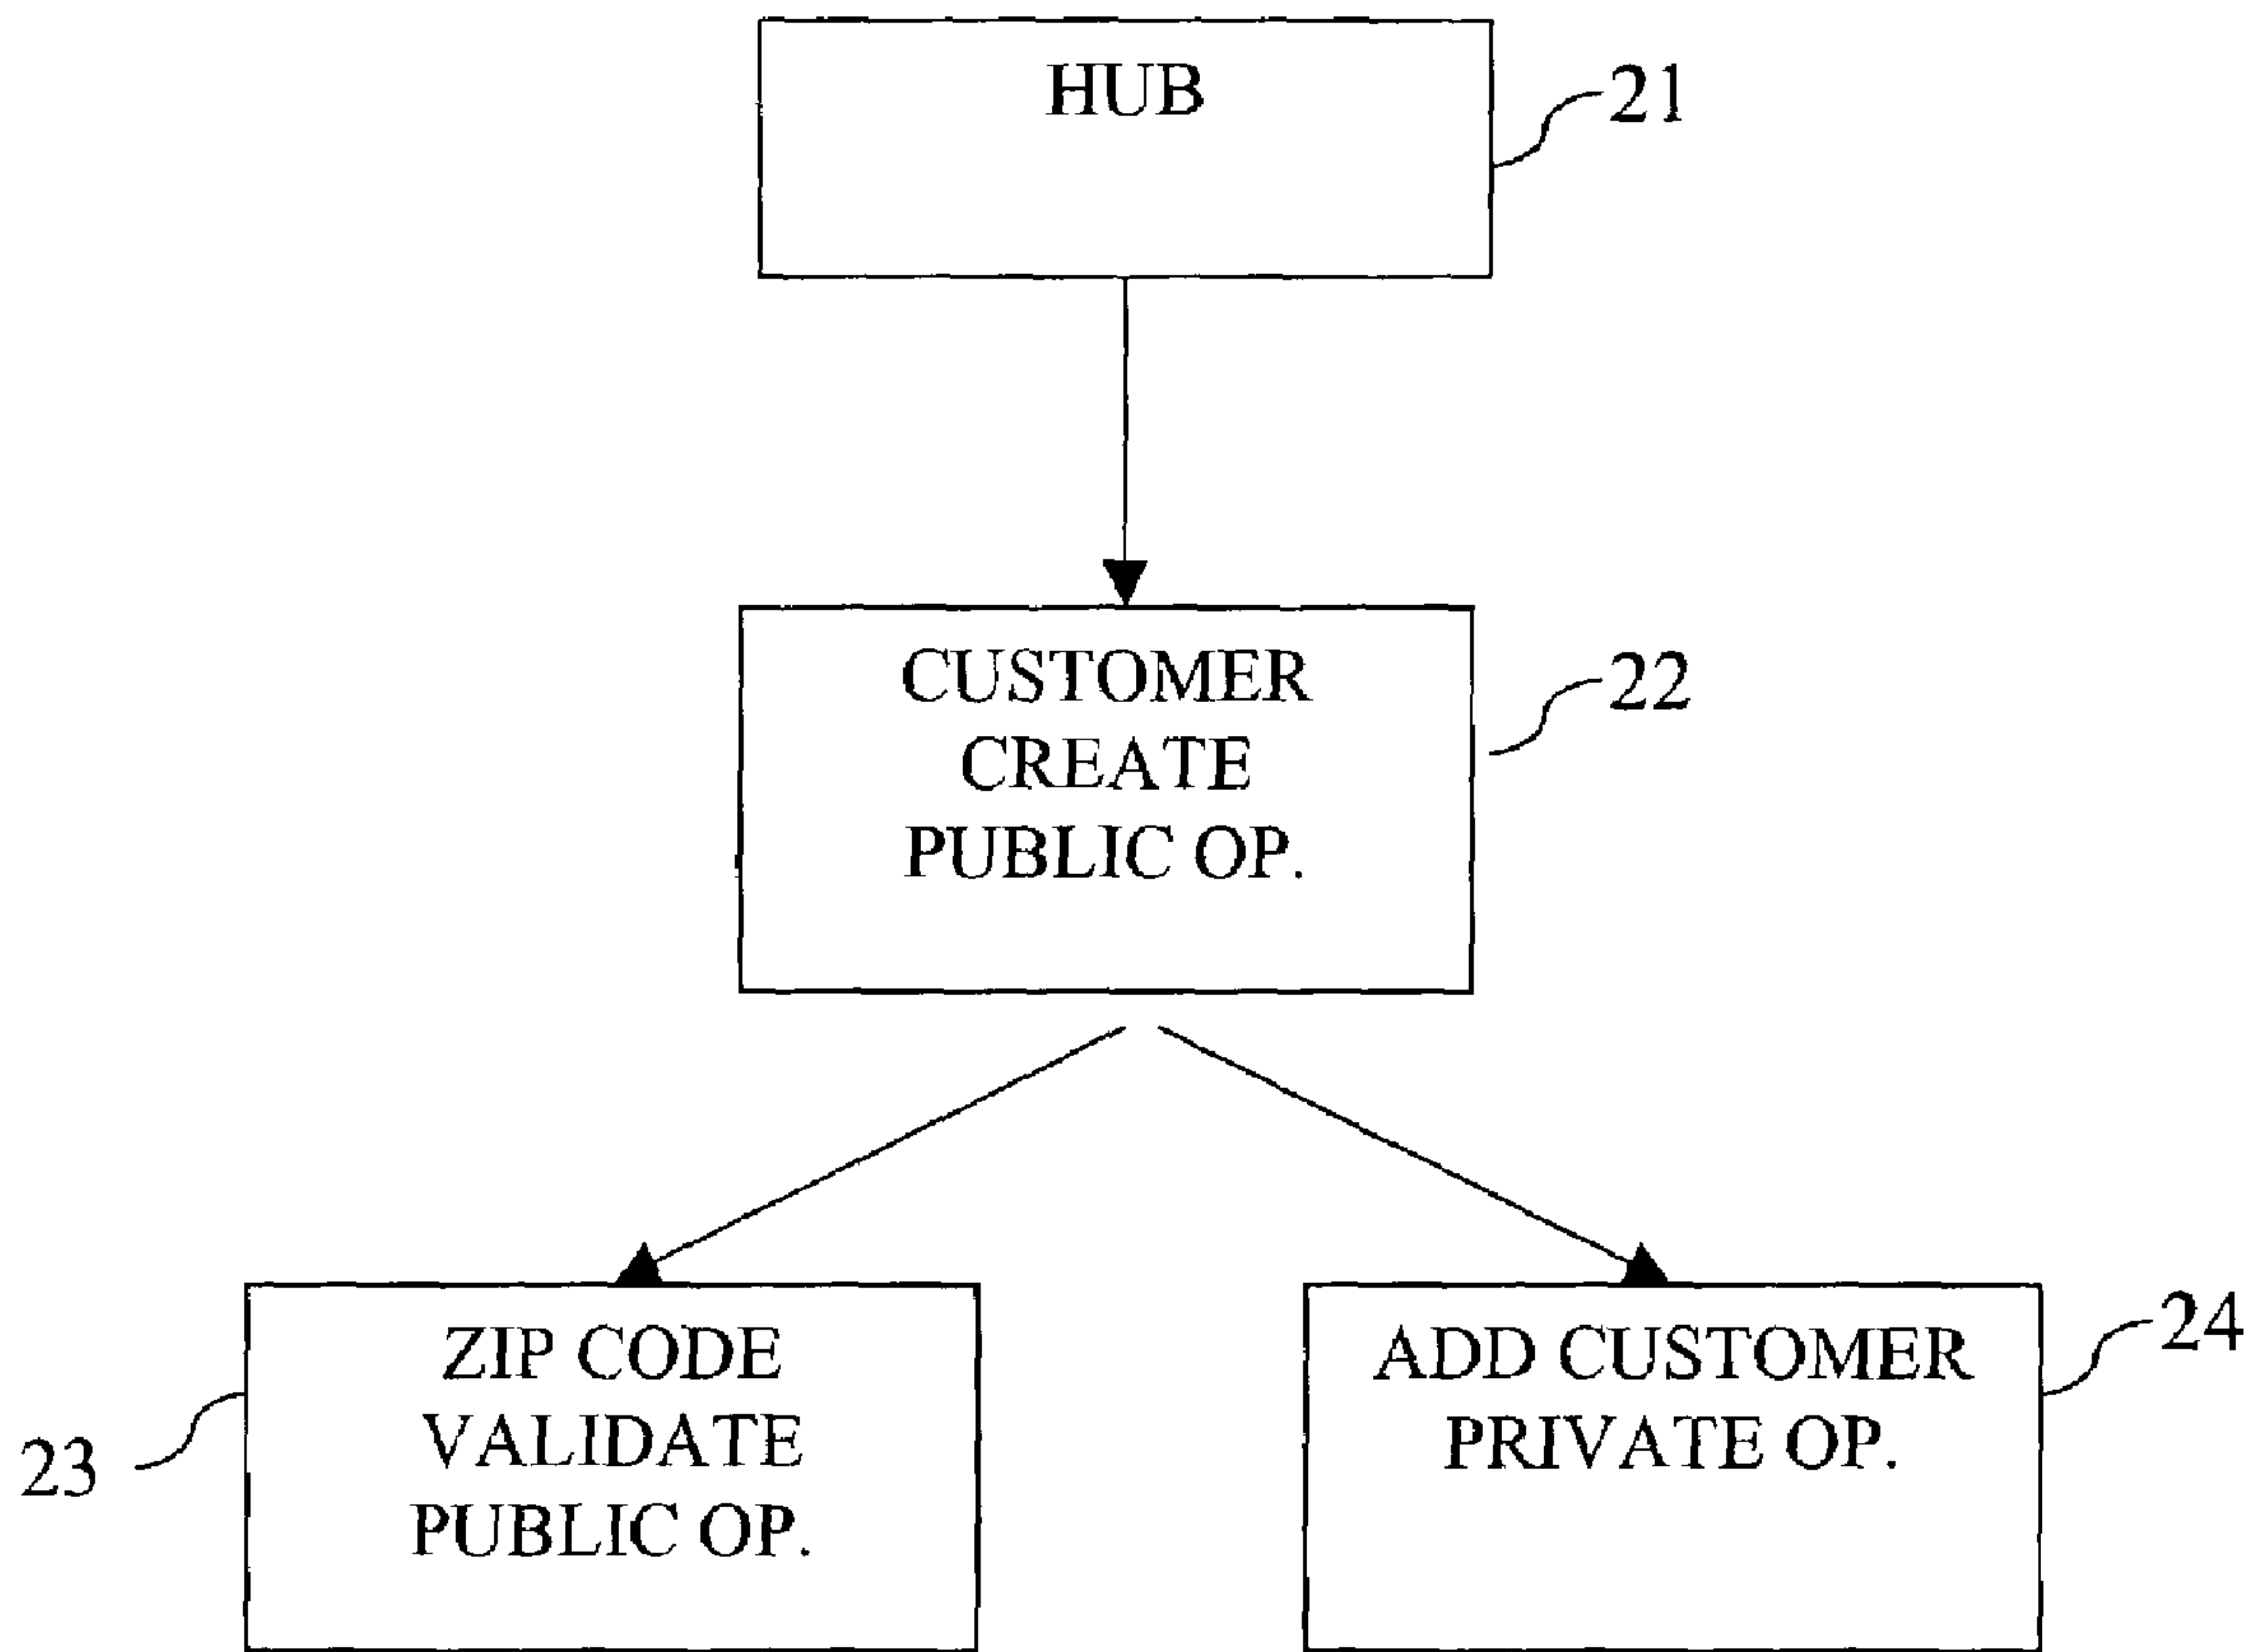 HUB
21
CUSTOMER
CREATE
PUBLIC OP.
22
ZIP CODE
VALIDATE
PUBLIC OP.
23
ADD CUSTOMER
PRIVATE OP.
24